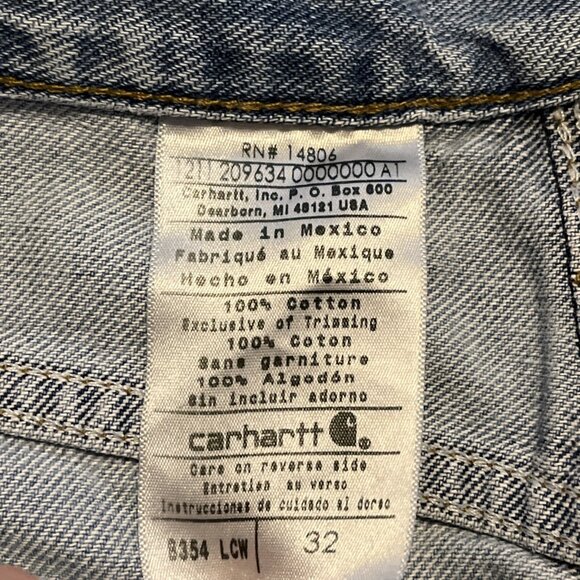 RN# 14806
1211 209634 0000000 A1
Carhartt, Inc. P. O. Box 600
Dearborn, MI 48121 USA
Made in Mexico
Fabriqué au Mexique
Hecho en México
100% Cotton
Exclusive of Trimming
100% Coton
Sans garniture
100% Algodón
Sin incluir adorno
carhartt
Care on reverse side
Entretien au verso
Instrucciones de cuidado al dorso
8354 LCW 32